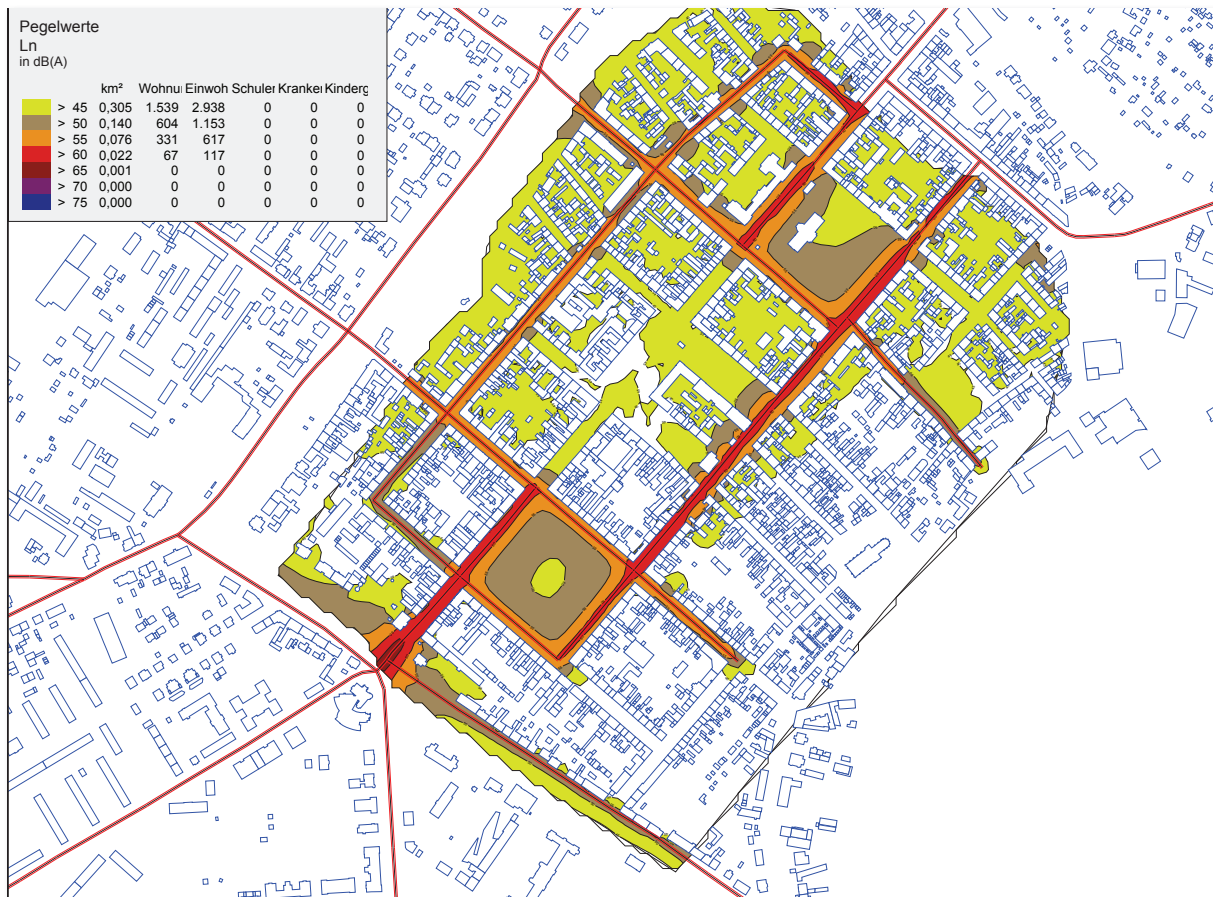 Pegelwerte
Ln
in dB(A)
km² Wohnu Einwoh Schuler Kranke Kinderg
> 45 0,305 1.539 2.938 0 0 0
> 50 0,140 604 1.153 0 0 0
> 55 0,076 331 617 0 0 0
> 60 0,022 67 117 0 0 0
> 65 0,001 0 0 0 0 0
> 70 0,000 0 0 0 0 0
> 75 0,000 0 0 0 0 0